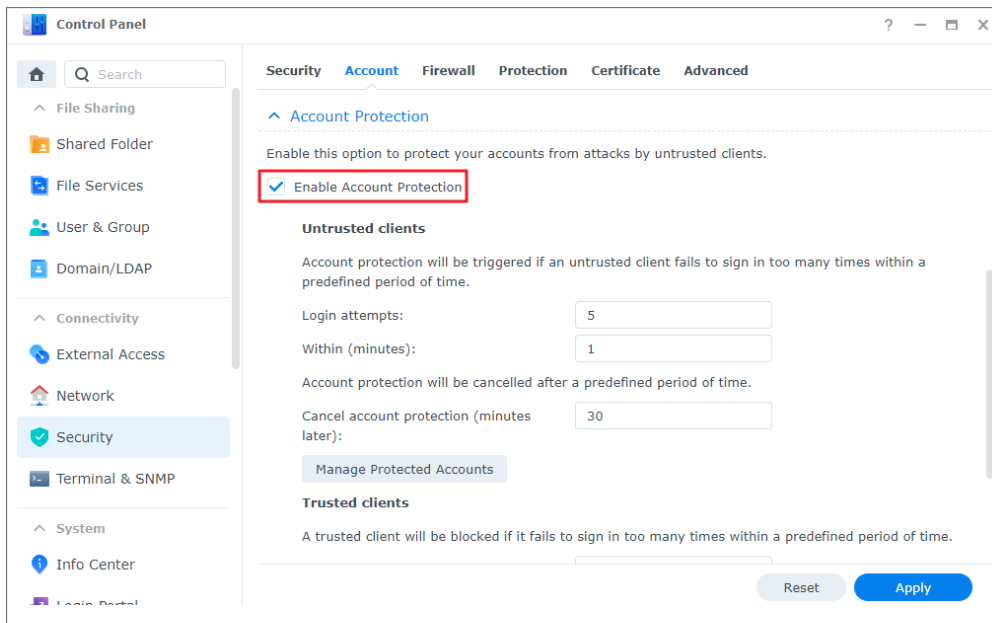 Control Panel
?
Search
File Sharing
Shared Folder
File Services
User & Group
Domain/LDAP
Connectivity
External Access
Network
Security
Terminal & SNMP
System
Info Center
Login Portal
Security Account Firewall Protection Certificate Advanced
Account Protection
Enable this option to protect your accounts from attacks by untrusted clients.
Enable Account Protection
Untrusted clients
Account protection will be triggered if an untrusted client fails to sign in too many times within a
predefined period of time.
Login attempts: 5
Within (minutes): 1
Account protection will be cancelled after a predefined period of time.
Cancel account protection (minutes 30
later):
Manage Protected Accounts
Trusted clients
A trusted client will be blocked if it fails to sign in too many times within a predefined period of time.
Reset Apply